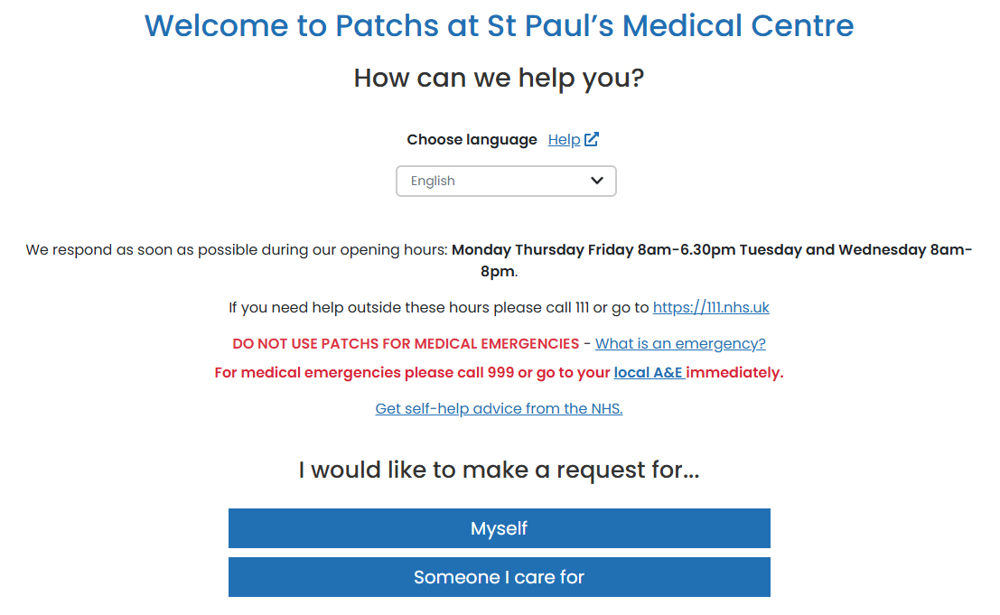 Welcome to Patchs at St Paul’s Medical Centre
How can we help you?
Choose language Help
English
We respond as soon as possible during our opening hours: Monday Thursday Friday 8am-6.30pm Tuesday and Wednesday 8am-
8pm.
If you need help outside these hours please call 111 or go to https://111.nhs.uk
DO NOT USE PATCHS FOR MEDICAL EMERGENCIES - What is an emergency?
For medical emergencies please call 999 or go to your local A&E immediately.
Get self-help advice from the NHS.
I would like to make a request for...
Myself
Someone I care for